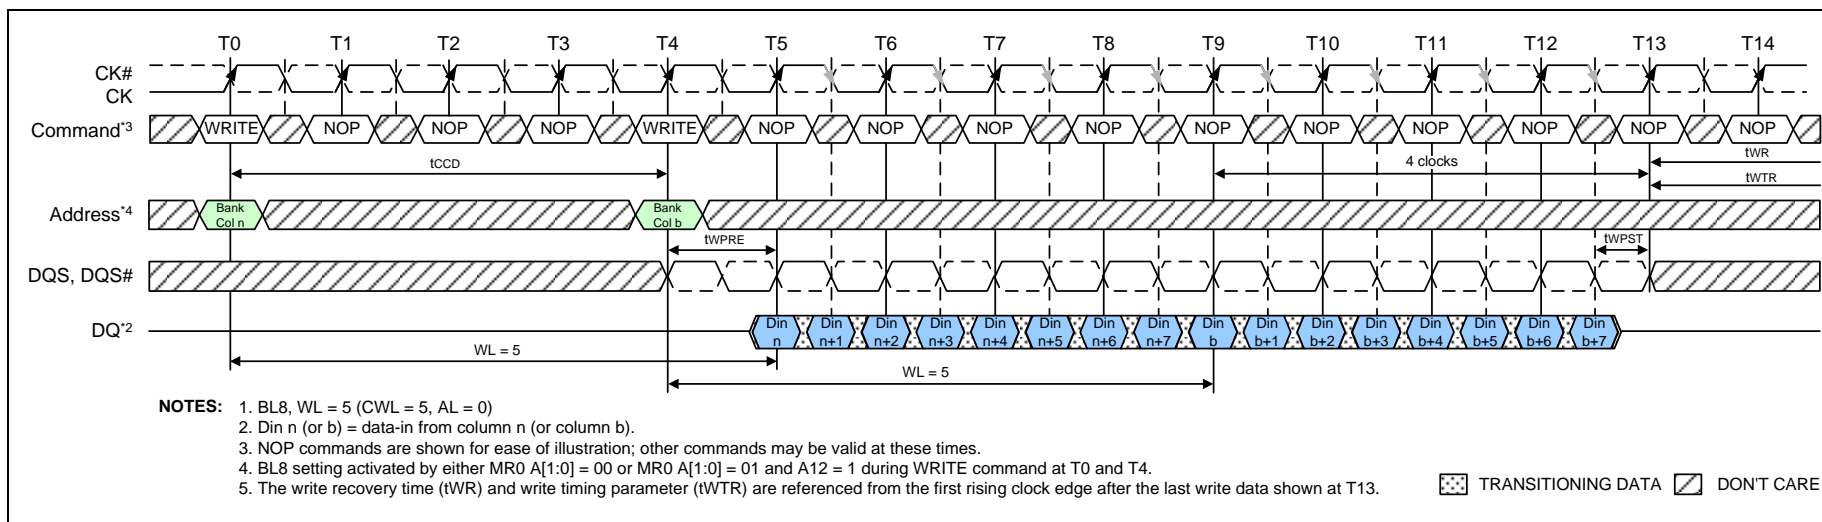 T0 T1 T2 T3 T4 T5 T6 T7 T8 T9 T10 T11 T12 T13 T14
CK#
CK
Command*3 WRITE NOP NOP NOP WRITE NOP NOP NOP NOP NOP NOP NOP NOP NOP NOP
tCCD 4 clocks tWR
tWTR
Address*4 Bank Col n Bank Col b
tWPRE tWPST
DQS, DQS#
DQ*2 Din n Din n+1 Din n+2 Din n+3 Din n+4 Din n+5 Din n+6 Din n+7 Din b Din b+1 Din b+2 Din b+3 Din b+4 Din b+5 Din b+6 Din b+7
WL = 5
WL = 5
NOTES: 1. BL8, WL = 5 (CWL = 5, AL = 0)
2. Din n (or b) = data-in from column n (or column b).
3. NOP commands are shown for ease of illustration; other commands may be valid at these times.
4. BL8 setting activated by either MR0 A[1:0] = 00 or MR0 A[1:0] = 01 and A12 = 1 during WRITE command at T0 and T4.
5. The write recovery time (tWR) and write timing parameter (tWTR) are referenced from the first rising clock edge after the last write data shown at T13.
TRANSITIONING DATA DON'T CARE